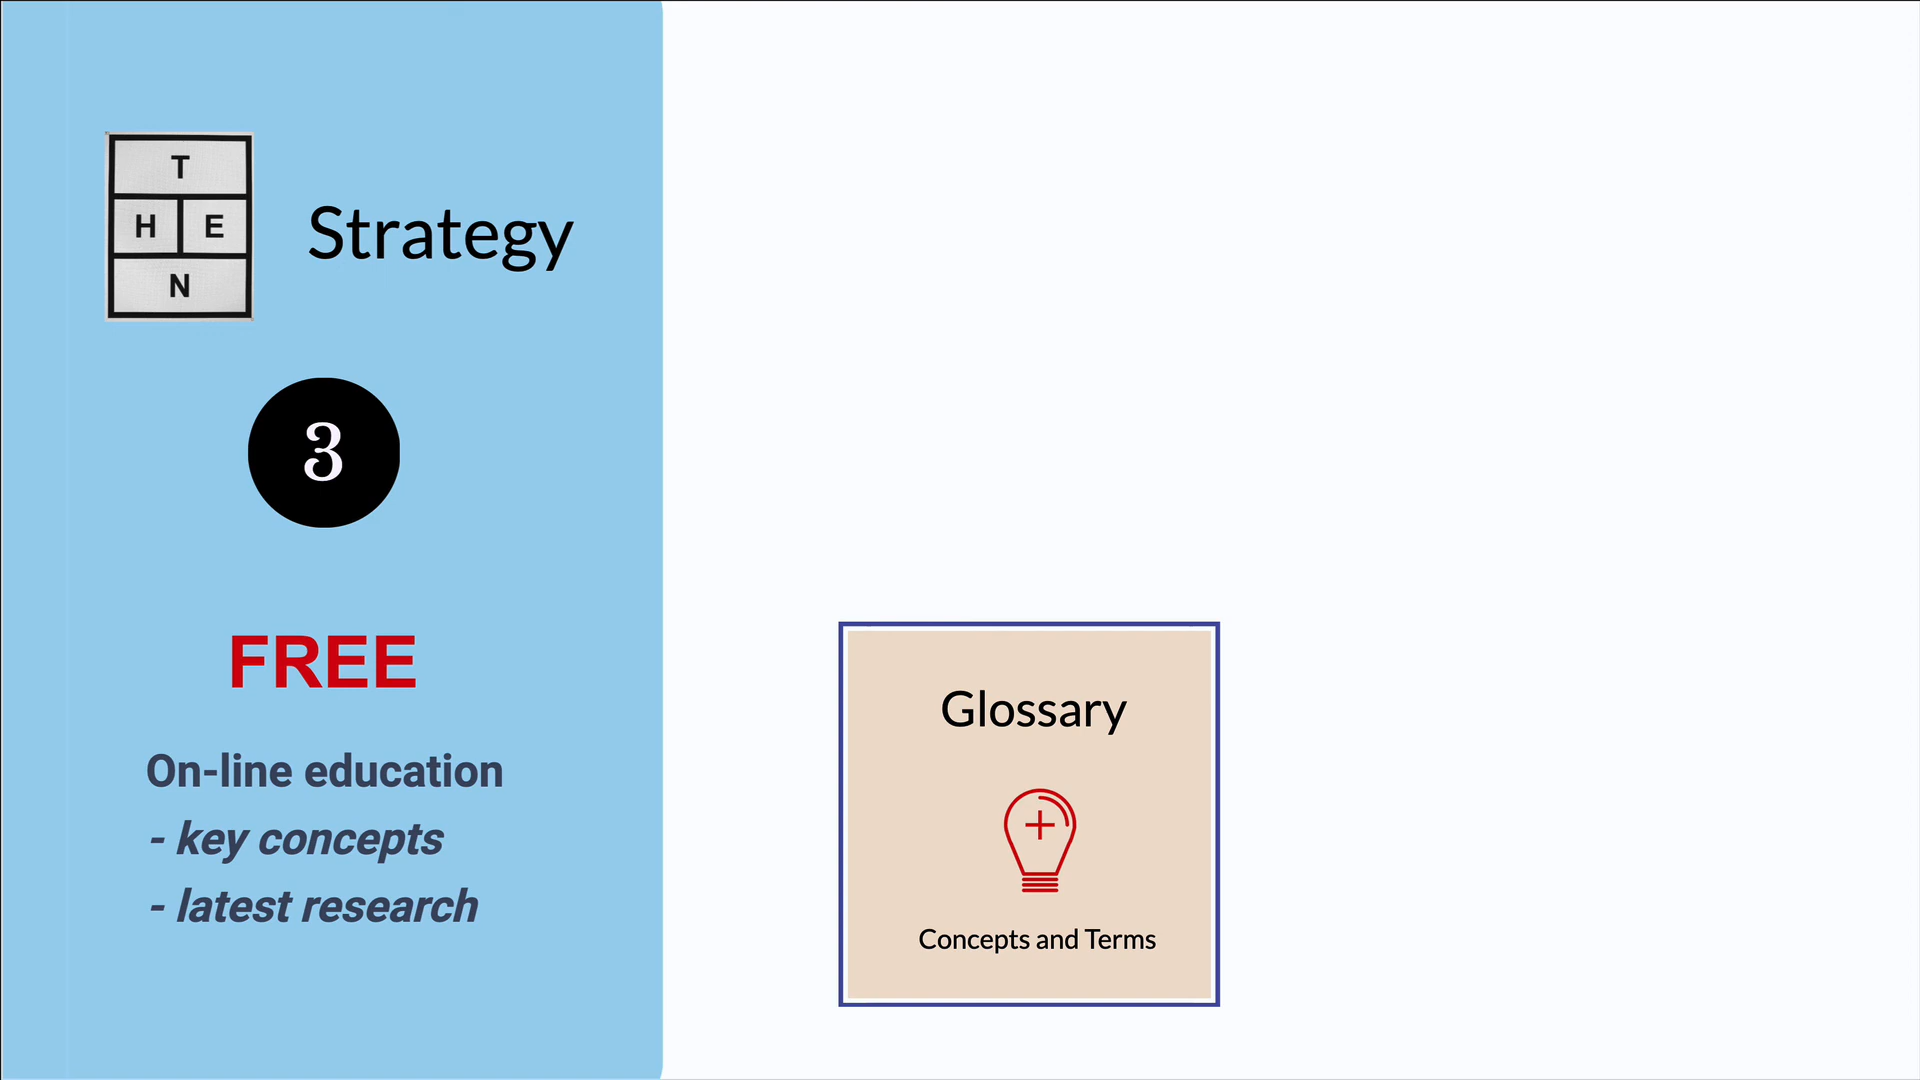 T
H E
N
Strategy
3
FREE
On-line education
- key concepts
- latest research
Glossary
Concepts and Terms